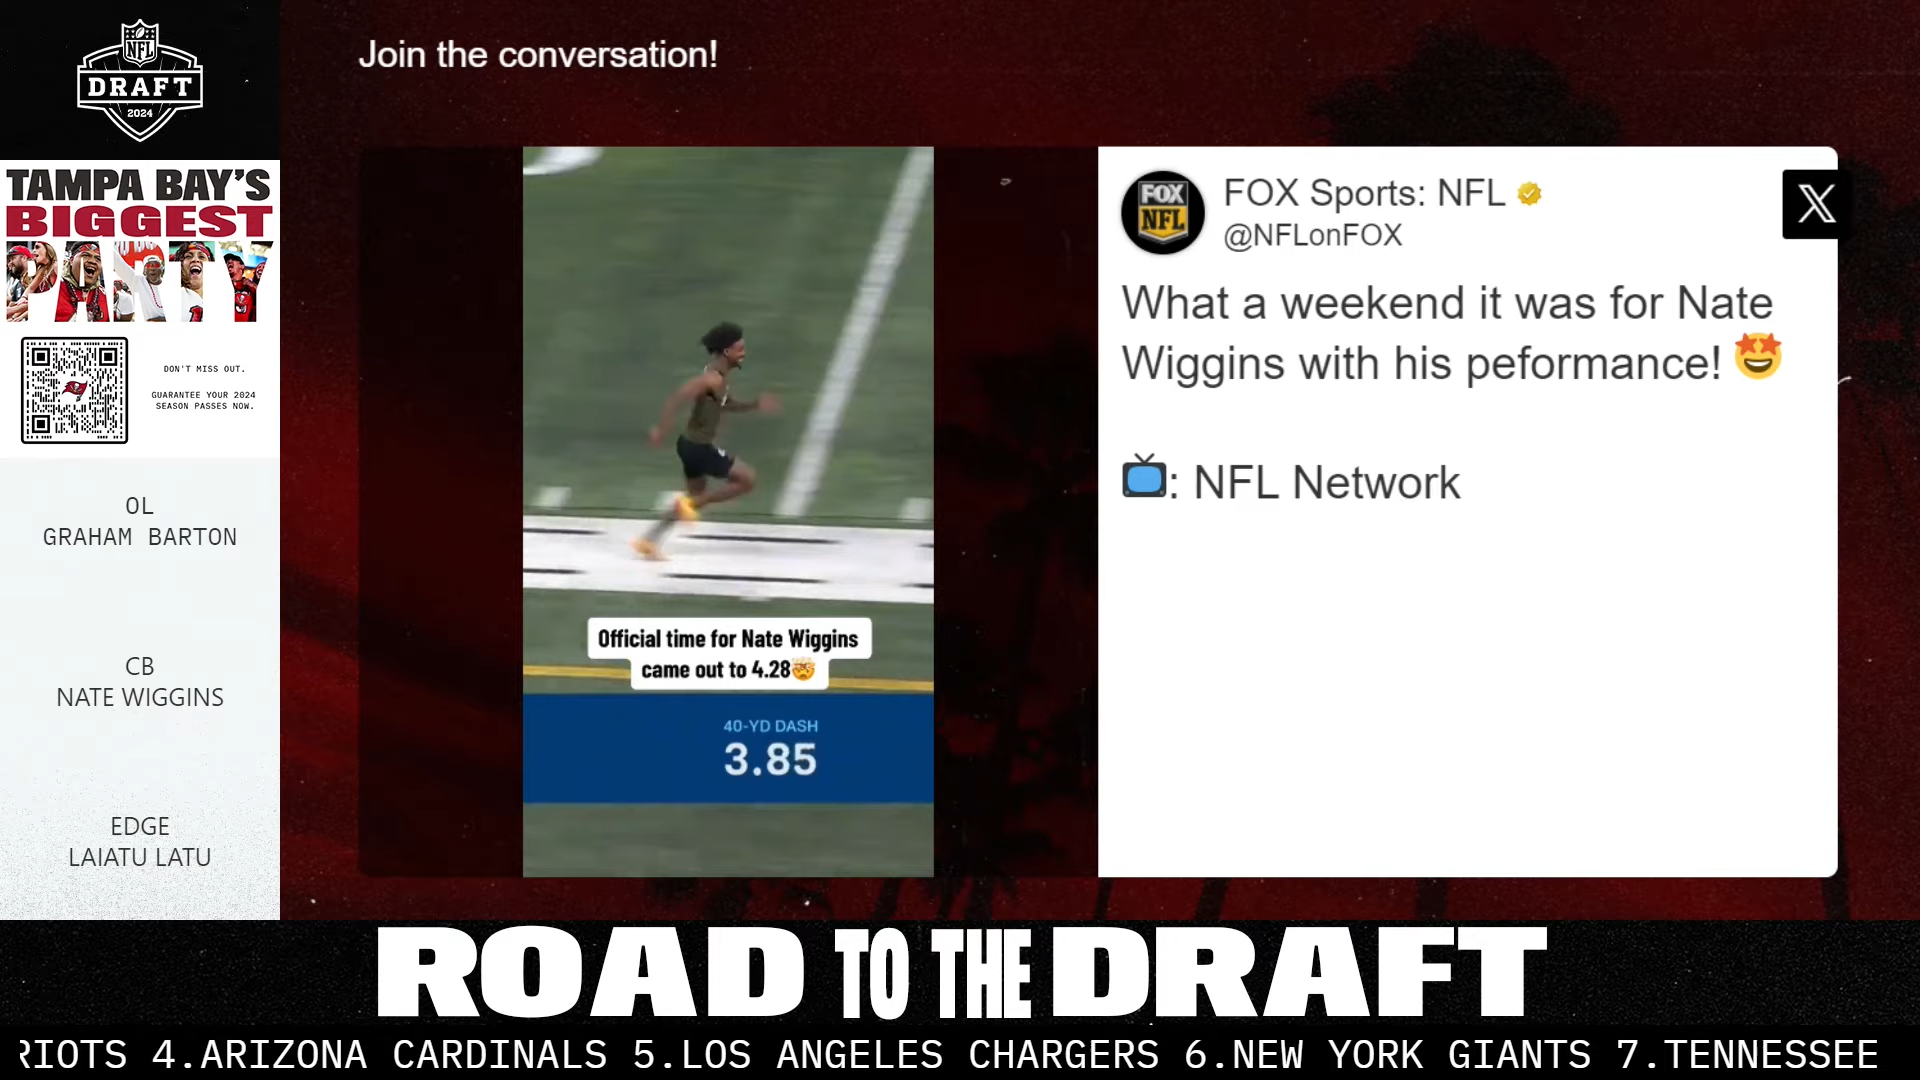 NFL
DRAFT
2024
TAMPA BAY'S
BIGGEST
PARTY
DON'T MISS OUT.
GUARANTEE YOUR 2024
SEASON PASSES NOW.
OL
GRAHAM BARTON
CB
NATE WIGGINS
EDGE
LAIATU LATU
Join the conversation!
Official time for Nate Wiggins
came out to 4.28🤯
40-YD DASH
3.85
FOX
NFL
FOX Sports: NFL
@NFLonFOX
X
What a weekend it was for Nate
Wiggins with his peformance! 🤩
📺: NFL Network
ROAD TO THE DRAFT
RIOTS 4.ARIZONA CARDINALS 5.LOS ANGELES CHARGERS 6.NEW YORK GIANTS 7.TENNESSEE